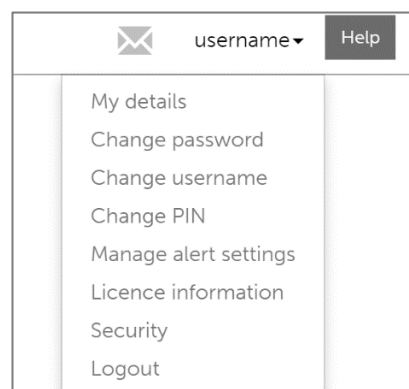 username
Help
My details
Change password
Change username
Change PIN
Manage alert settings
Licence information
Security
Logout